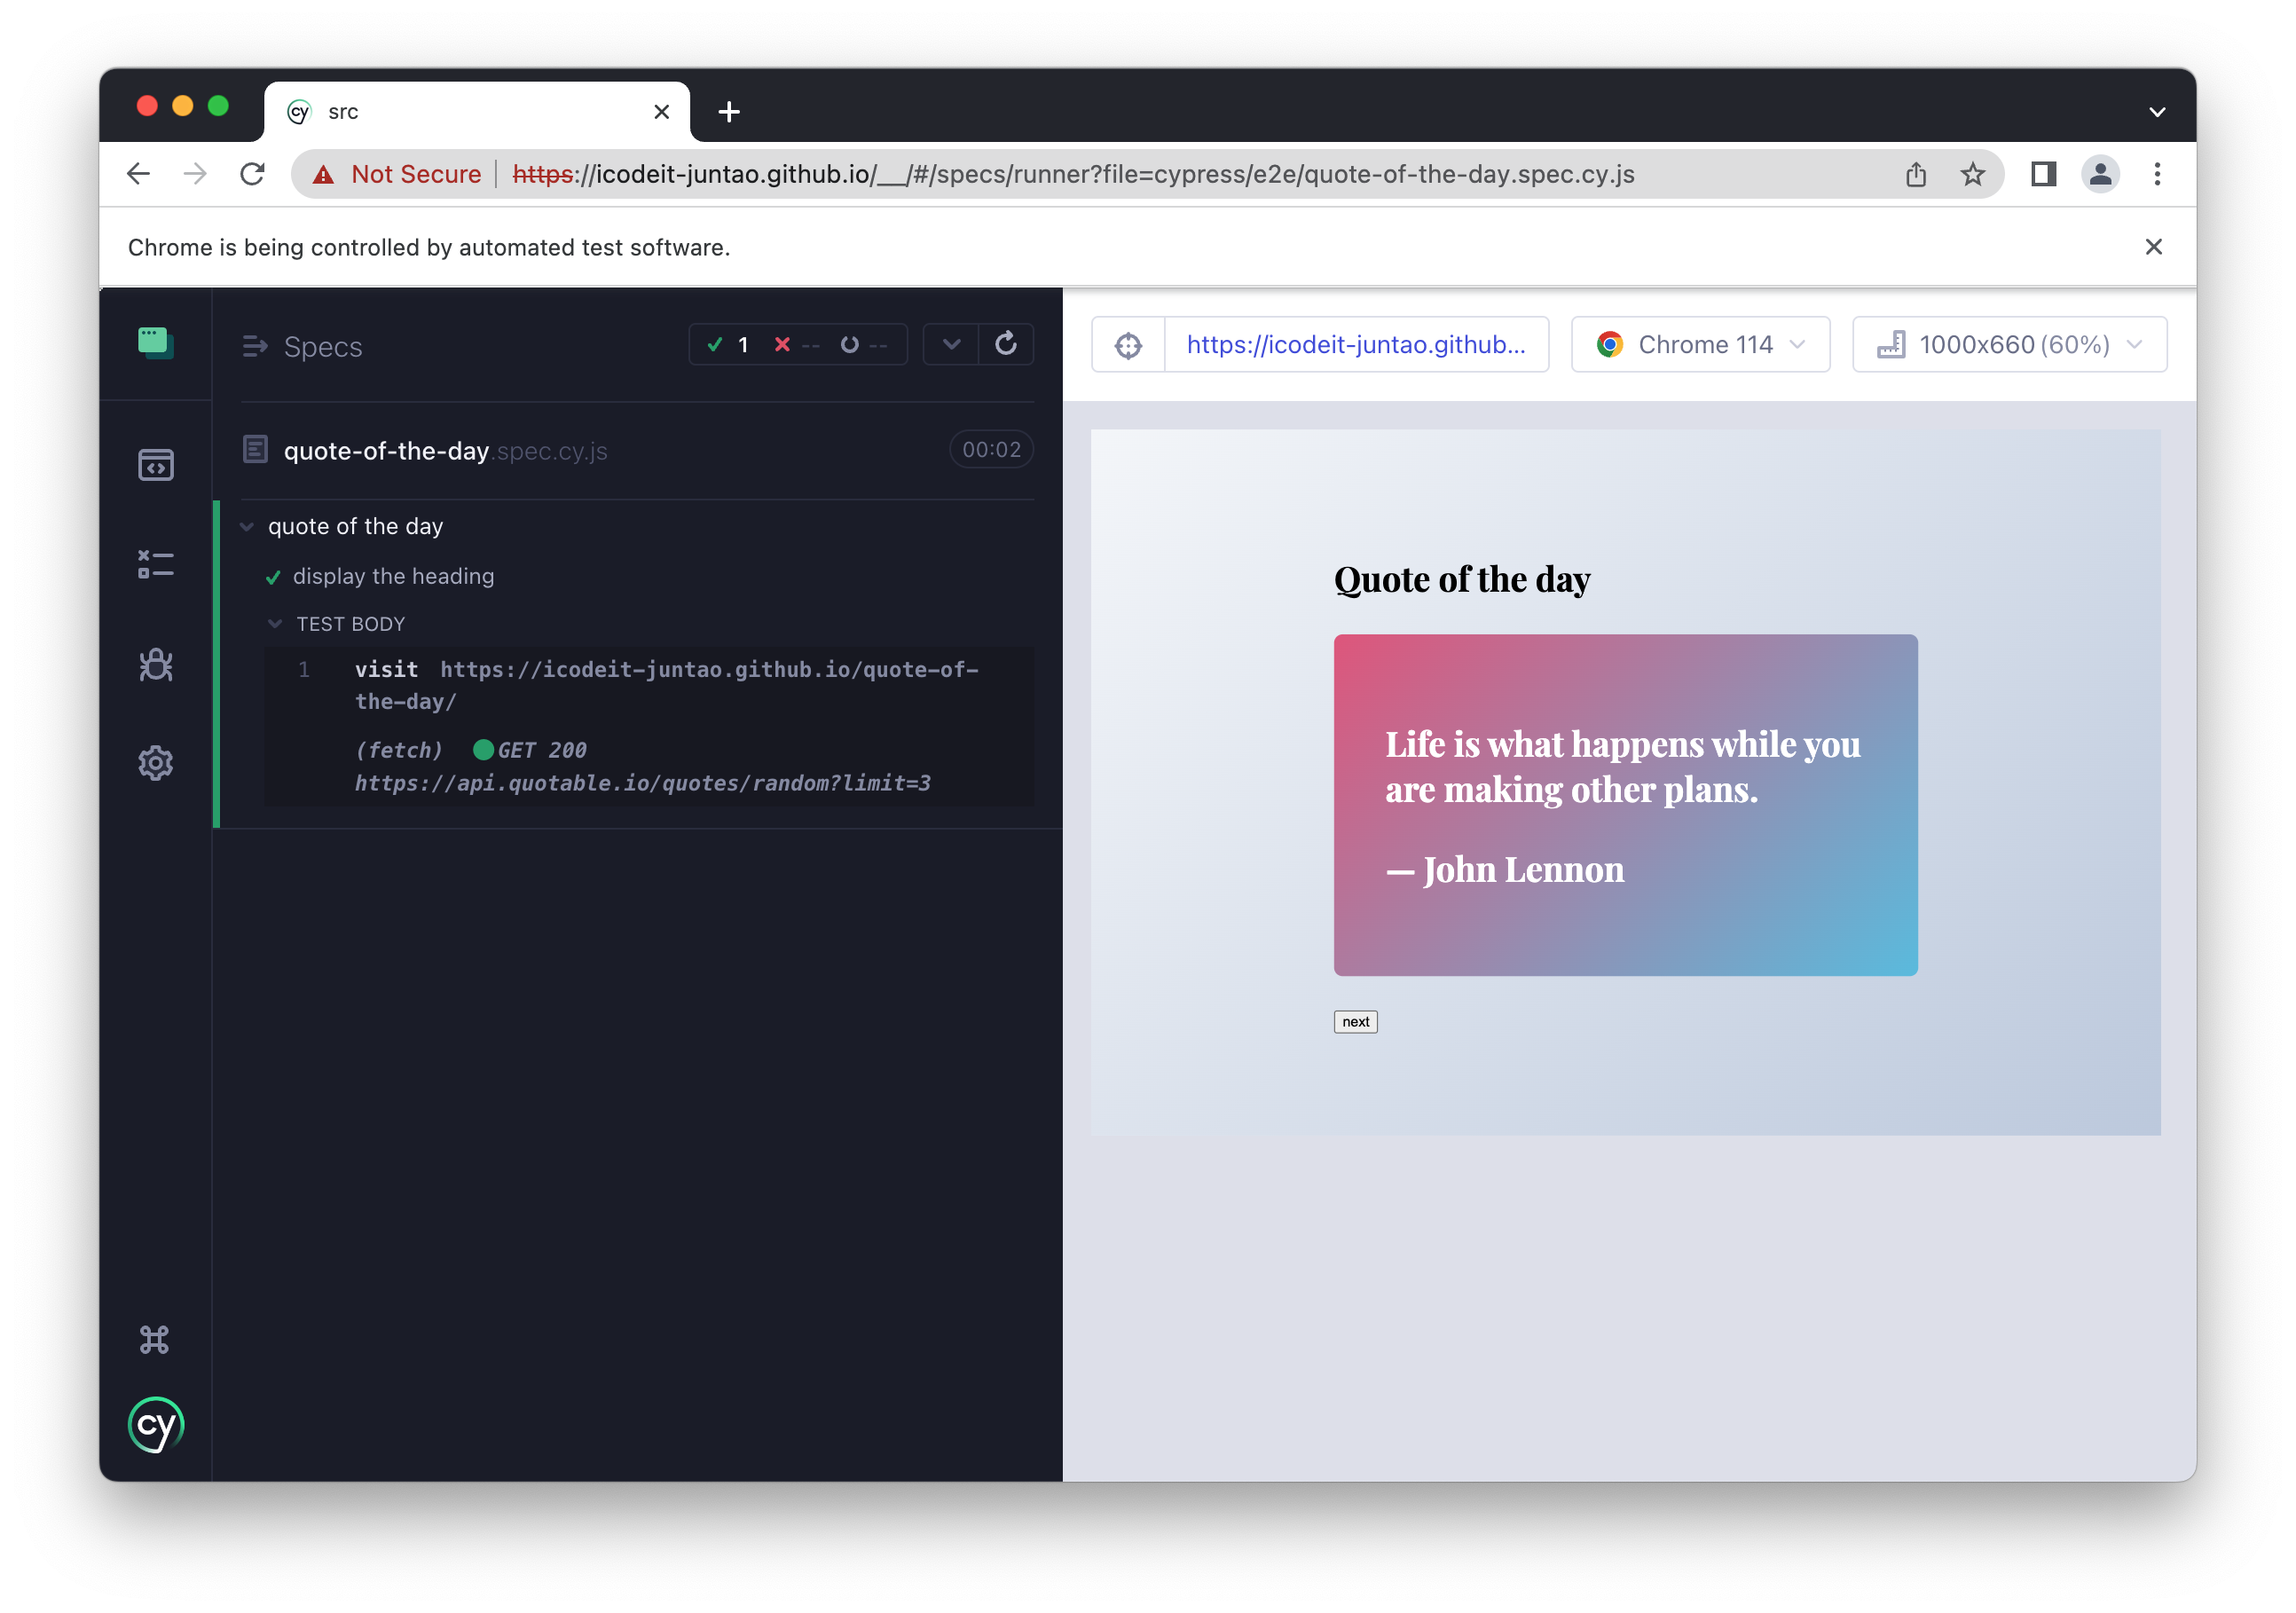 cy src
Not Secure https://icodeit-juntao.github.io/__/#/specs/runner?file=cypress/e2e/quote-of-the-day.spec.cy.js
Chrome is being controlled by automated test software.
Specs 1 -- --
https://icodeit-juntao.github... Chrome 114 1000x660 (60%)
quote-of-the-day.spec.cy.js 00:02
quote of the day
display the heading
TEST BODY
1 visit https://icodeit-juntao.github.io/quote-of-
the-day/
(fetch) GET 200
https://api.quotable.io/quotes/random?limit=3
cy
Quote of the day
Life is what happens while you
are making other plans.
— John Lennon
next